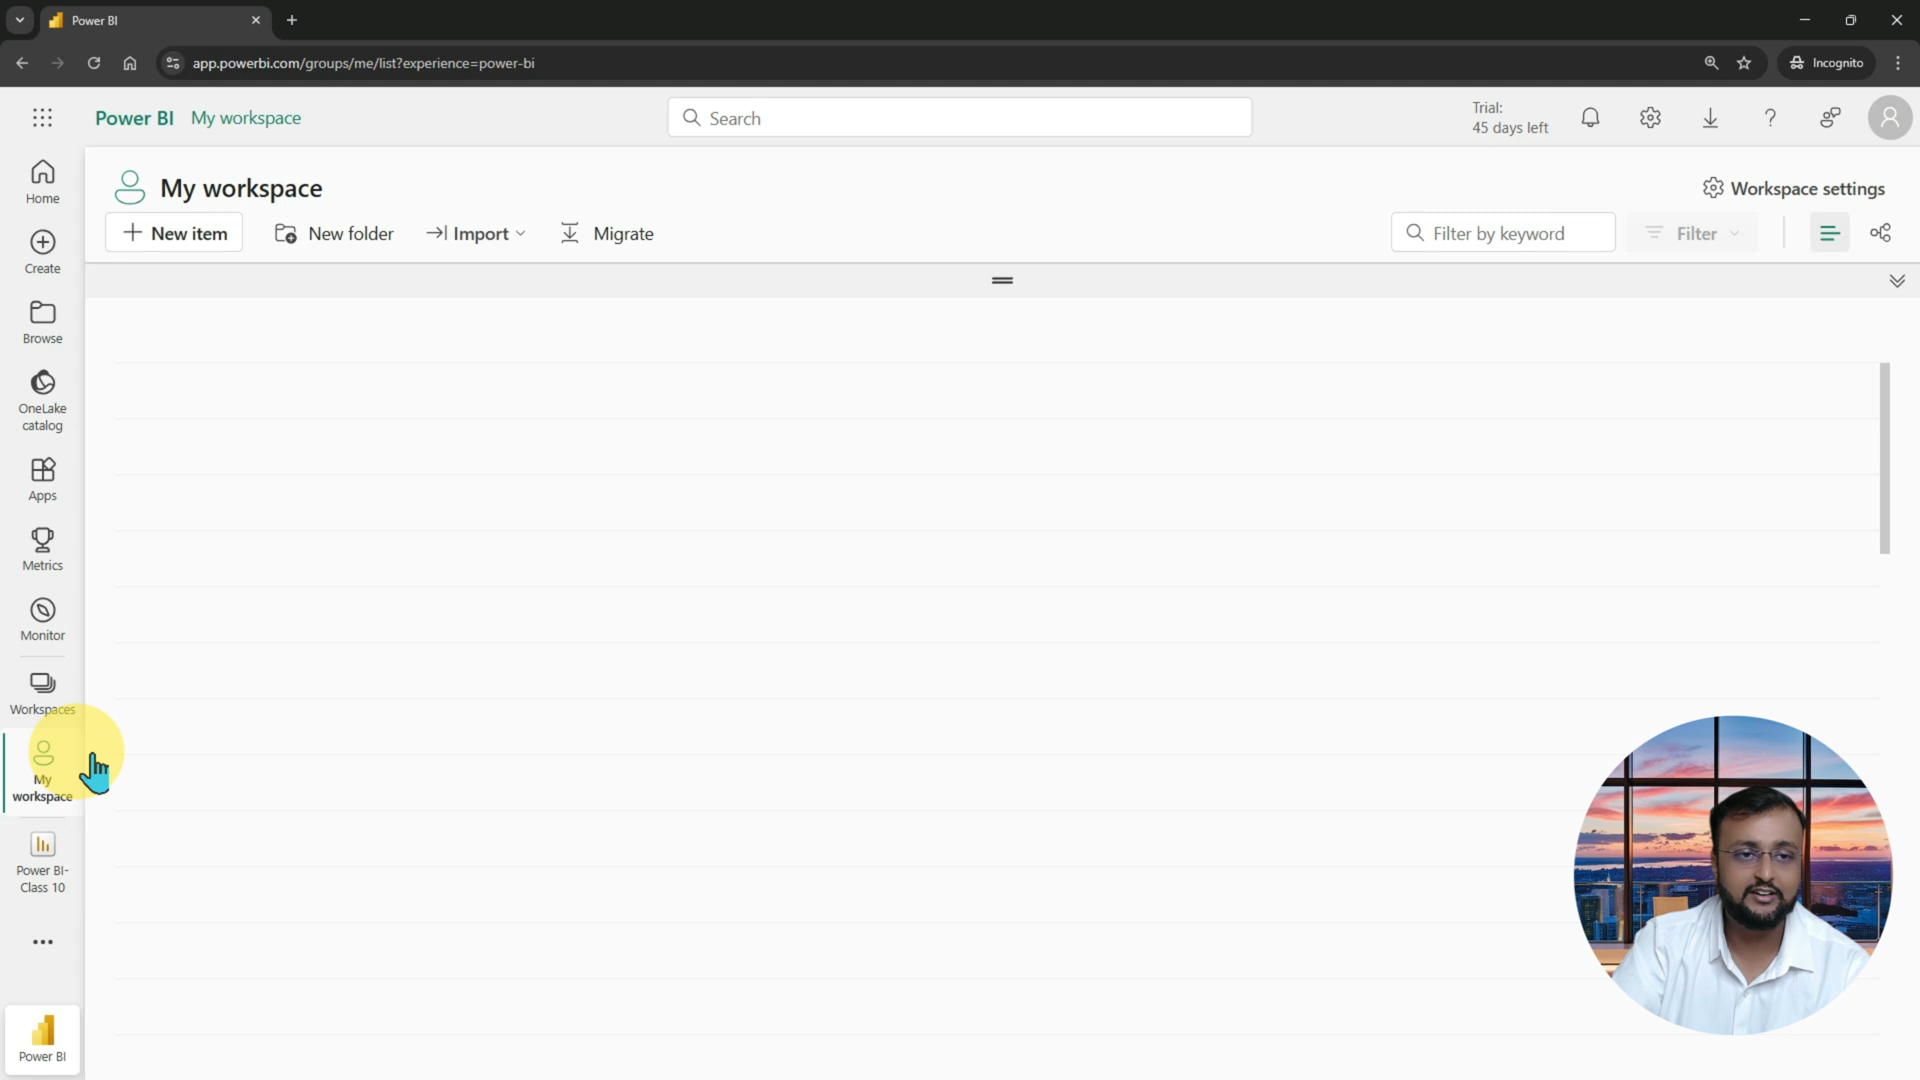 Power BI
app.powerbi.com/groups/me/list?experience=power-bi
Incognito
Power BI My workspace
Search
Trial:
45 days left
Home
Create
Browse
OneLake
catalog
Apps
Metrics
Monitor
Workspaces
My
workspace
Power BI-
Class 10
Power BI
My workspace
Workspace settings
New item
New folder
Import
Migrate
Filter by keyword
Filter